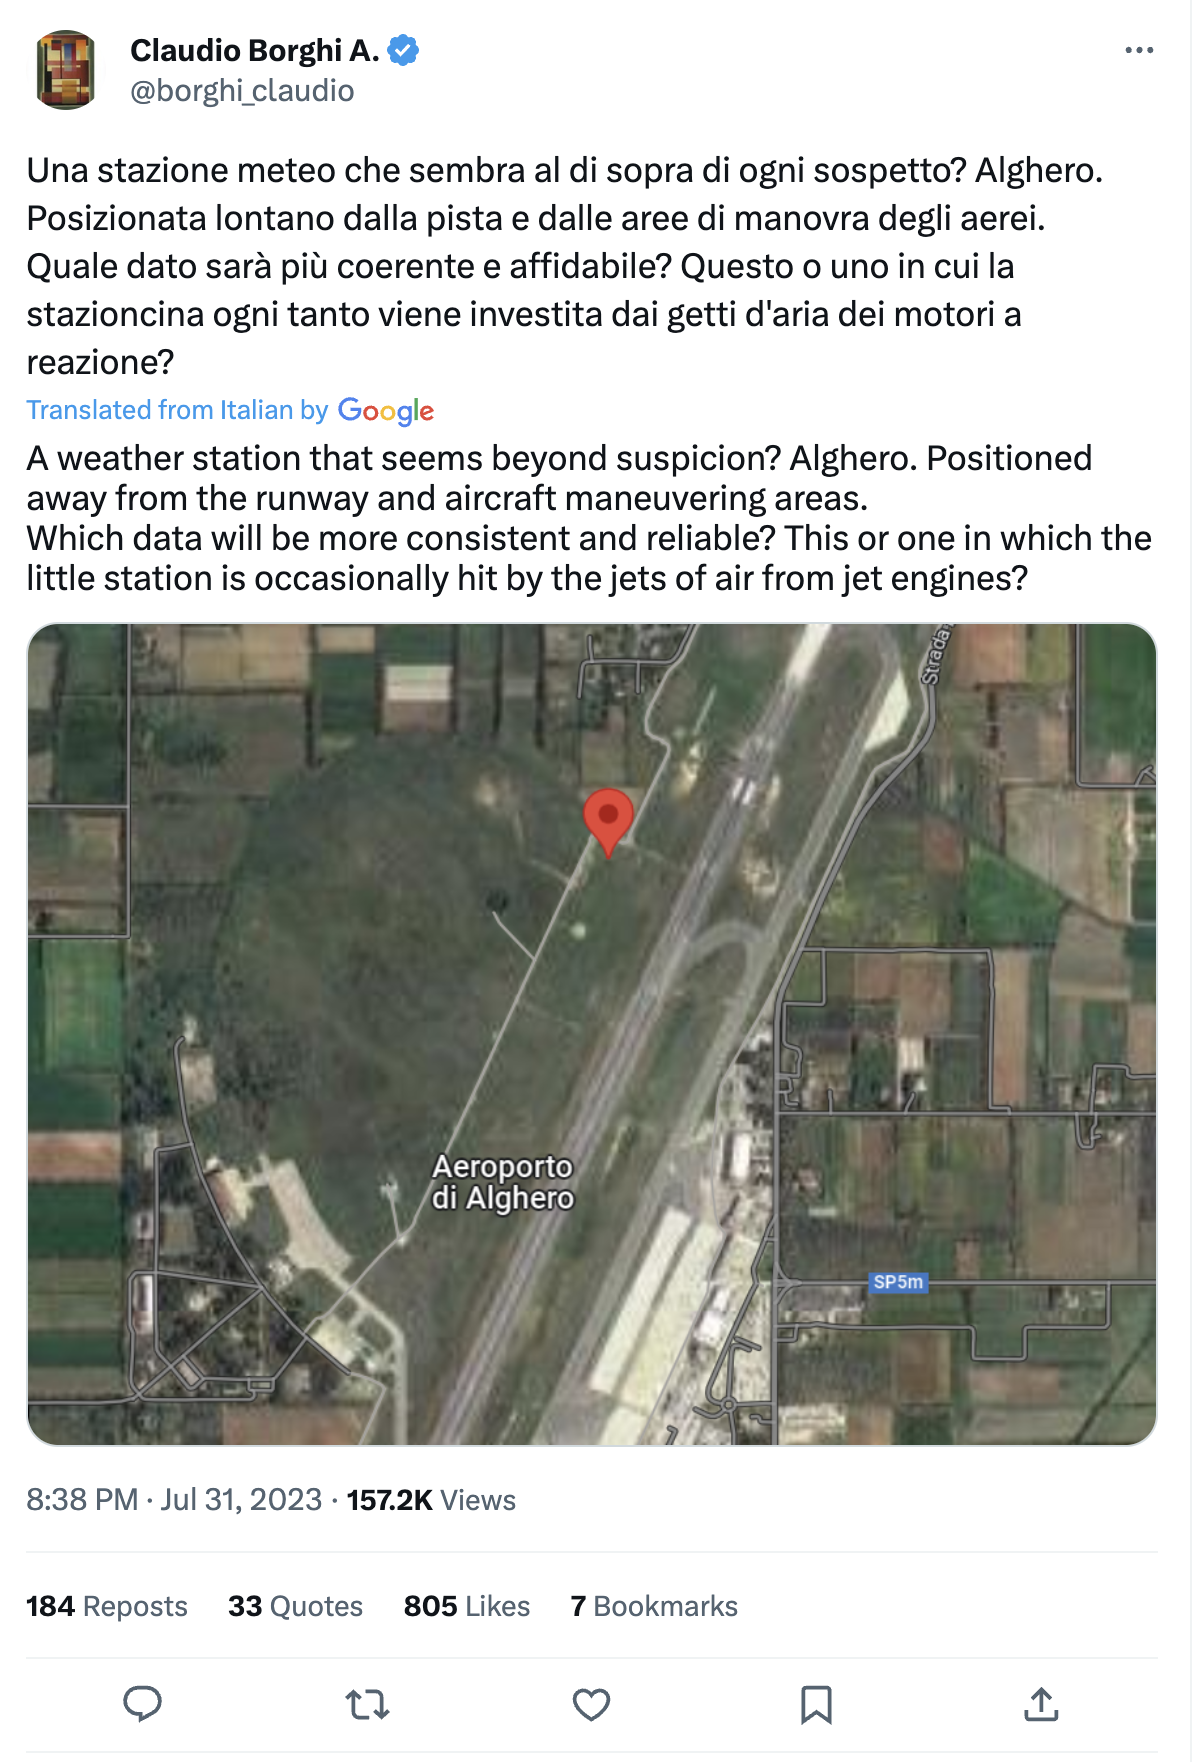 Claudio Borghi A.
@borghi_claudio
Una stazione meteo che sembra al di sopra di ogni sospetto? Alghero.
Posizionata lontano dalla pista e dalle aree di manovra degli aerei.
Quale dato sarà più coerente e affidabile? Questo o uno in cui la
stazioncina ogni tanto viene investita dai getti d'aria dei motori a
reazione?
Translated from Italian by Google
A weather station that seems beyond suspicion? Alghero. Positioned
away from the runway and aircraft maneuvering areas.
Which data will be more consistent and reliable? This or one in which the
little station is occasionally hit by the jets of air from jet engines?
Strada
Aeroporto
di Alghero
SP5m
8:38 PM · Jul 31, 2023 · 157.2K Views
184 Reposts 33 Quotes 805 Likes 7 Bookmarks